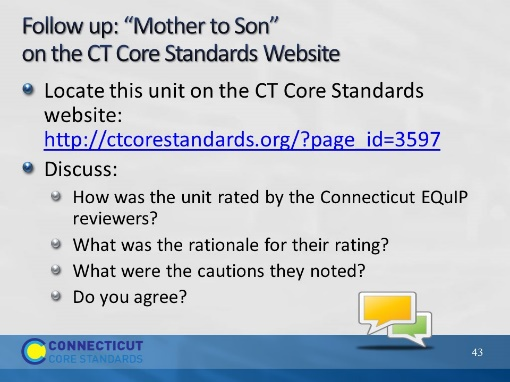 Follow up: “Mother to Son”
on the CT Core Standards Website
Locate this unit on the CT Core Standards
website:
http://ctcorestandards.org/?page_id=3597
Discuss:
How was the unit rated by the Connecticut EQuIP
reviewers?
What was the rationale for their rating?
What were the cautions they noted?
Do you agree?
CONNECTICUT
CORE STANDARDS
43